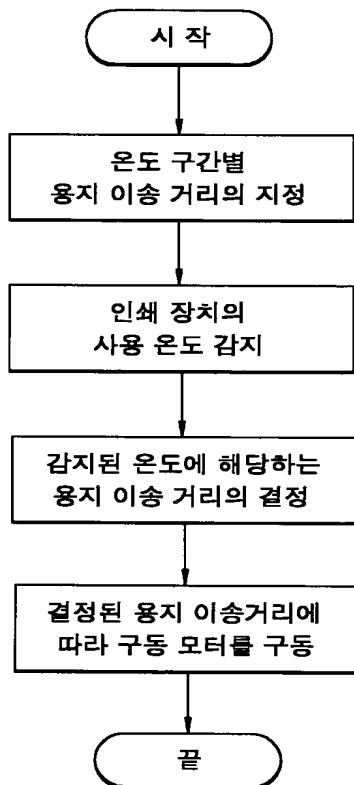 시 작
온도 구간별
용지 이송 거리의 지정
인쇄 장치의
사용 온도 감지
감지된 온도에 해당하는
용지 이송 거리의 결정
결정된 용지 이송거리에
따라 구동 모터를 구동
끝